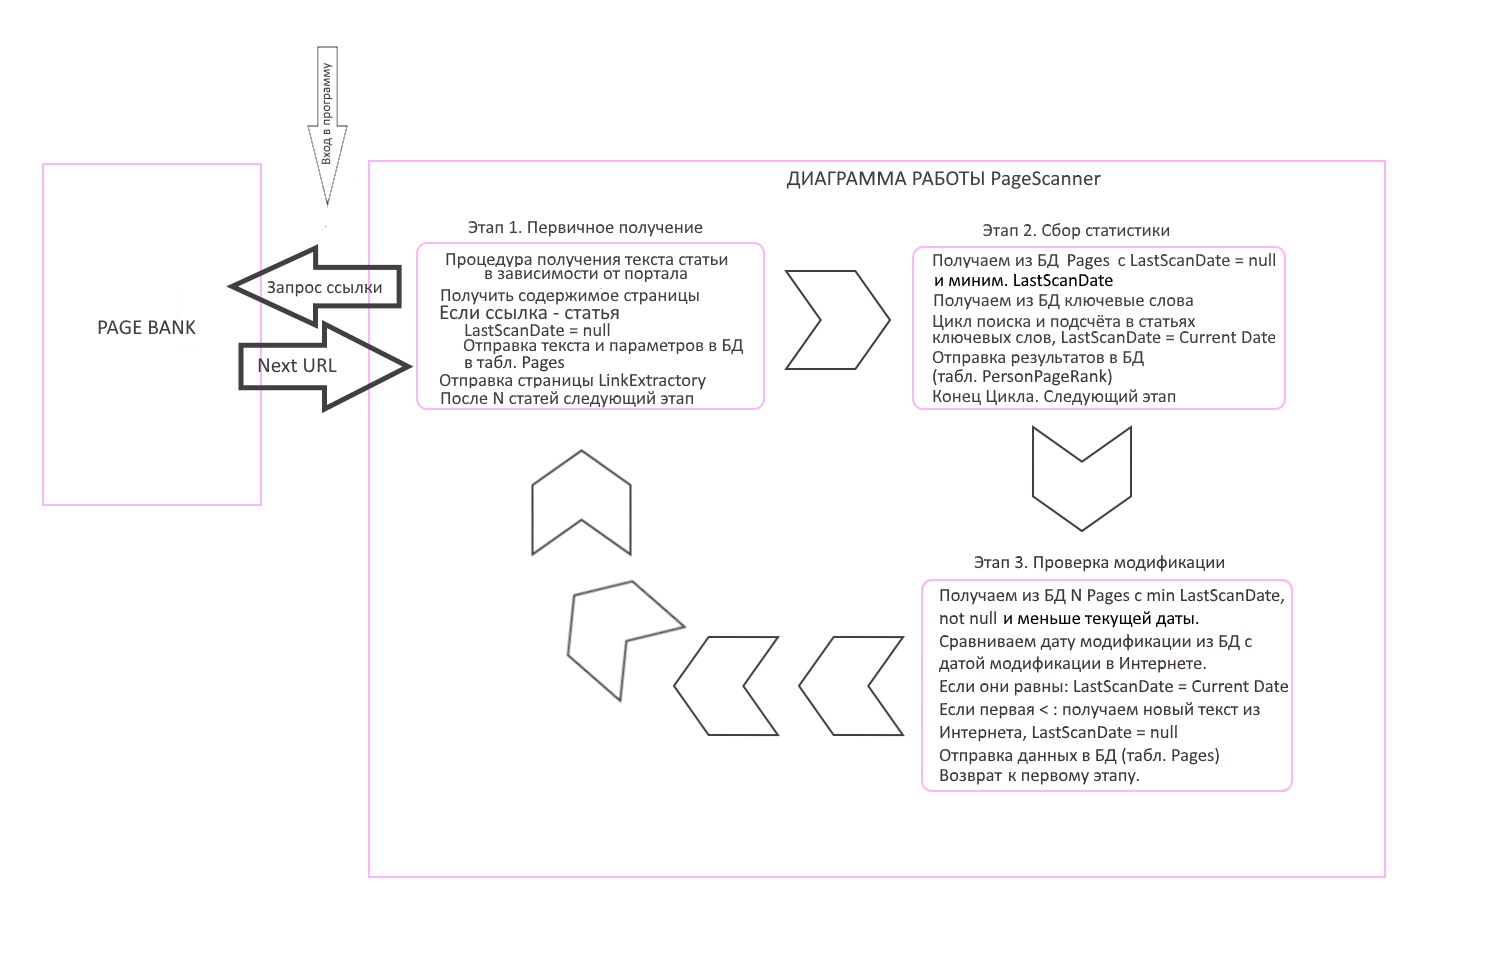 Вход в программу
ДИАГРАММА РАБОТЫ PageScanner
PAGE BANK
Запрос ссылки
Next URL
Этап 1. Первичное получение
Процедура получения текста статьи
в зависимости от портала
Получить содержимое страницы
Если ссылка - статья
LastScanDate = null
Отправка текста и параметров в БД
в табл. Pages
Отправка страницы LinkExtractory
После N статей следующий этап
Этап 2. Сбор статистики
Получаем из БД Pages с LastScanDate = null
и миним. LastScanDate
Получаем из БД ключевые слова
Цикл поиска и подсчёта в статьях
ключевых слов, LastScanDate = Current Date
Отправка результатов в БД
(табл. PersonPageRank)
Конец Цикла. Следующий этап
Этап 3. Проверка модификации
Получаем из БД N Pages с min LastScanDate,
not null и меньше текущей даты.
Сравниваем дату модификации из БД с
датой модификации в Интернете.
Если они равны: LastScanDate = Current Date
Если первая < : получаем новый текст из
Интернета, LastScanDate = null
Отправка данных в БД (табл. Pages)
Возврат к первому этапу.